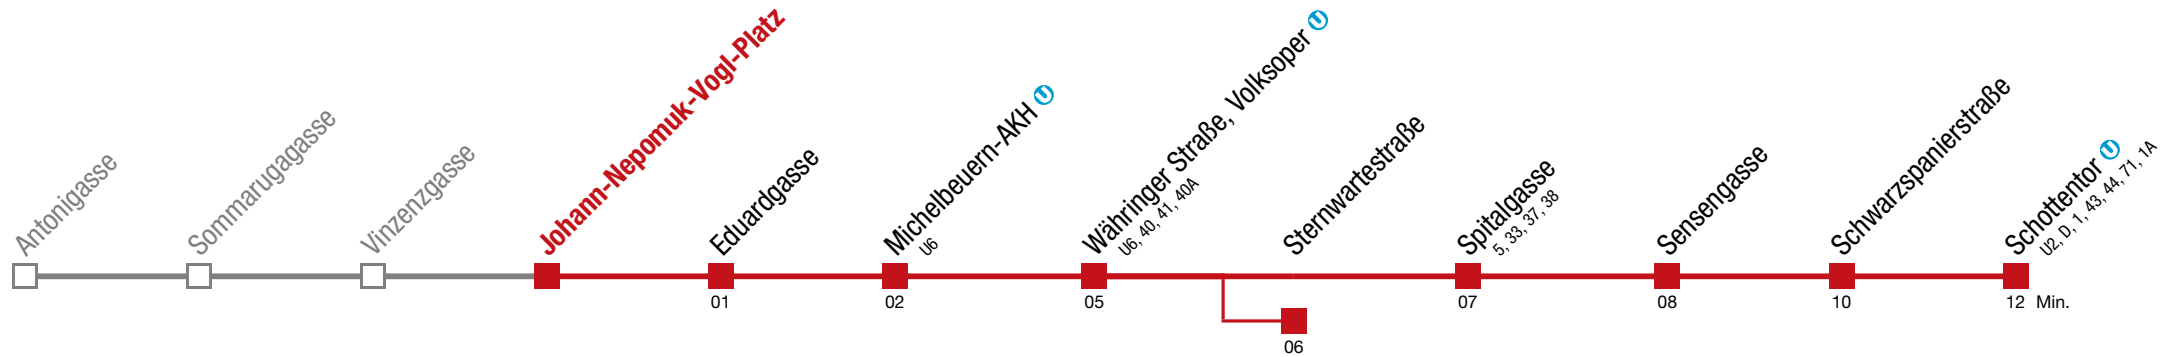 Antonigasse
Sommarugagasse
Vinzenzgasse
Johann-Nepomuk-Vogl-Platz
Eduardgasse
01
Michelbeuern-AKH U
U6
02
Währinger Straße, Volksoper U
U6, 40, 41, 40A
05
Sternwartestraße
06
Spitalgasse
5, 33, 37, 38
07
Sensengasse
08
Schwarzspanierstraße
10
Schottentor U
U2, D, 1, 43, 44, 71, 1A
12 Min.